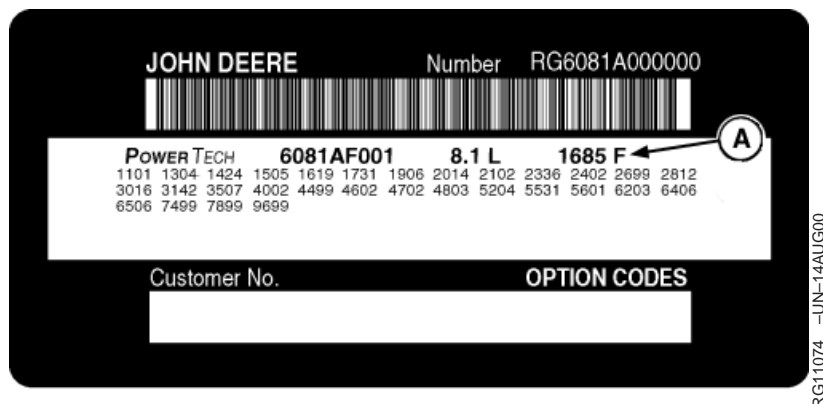 JOHN DEERE Number RG6081A000000
A
POWERTECH 6081AF001 8.1 L 1685 F
1101 1304 1424 1505 1619 1731 1906 2014 2102 2336 2402 2699 2812
3016 3142 3507 4002 4499 4602 4702 4803 5204 5531 5601 6203 6406
6506 7499 7899 9699
Customer No. OPTION CODES
RG11074 –UN–14AUG00